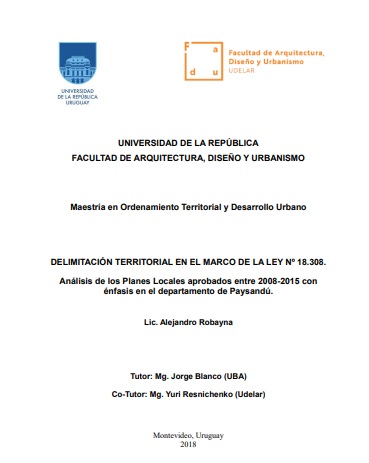 UNIVERSIDAD
DE LA REPÚBLICA
URUGUAY
F a
d u
Facultad de Arquitectura,
Diseño y Urbanismo
UDELAR
UNIVERSIDAD DE LA REPÚBLICA
FACULTAD DE ARQUITECTURA, DISEÑO Y URBANISMO
Maestría en Ordenamiento Territorial y Desarrollo Urbano
DELIMITACIÓN TERRITORIAL EN EL MARCO DE LA LEY Nº 18.308.
Análisis de los Planes Locales aprobados entre 2008-2015 con
énfasis en el departamento de Paysandú.
Lic. Alejandro Robayna
Tutor: Mg. Jorge Blanco (UBA)
Co-Tutor: Mg. Yuri Resnichenko (Udelar)
Montevideo, Uruguay
2018